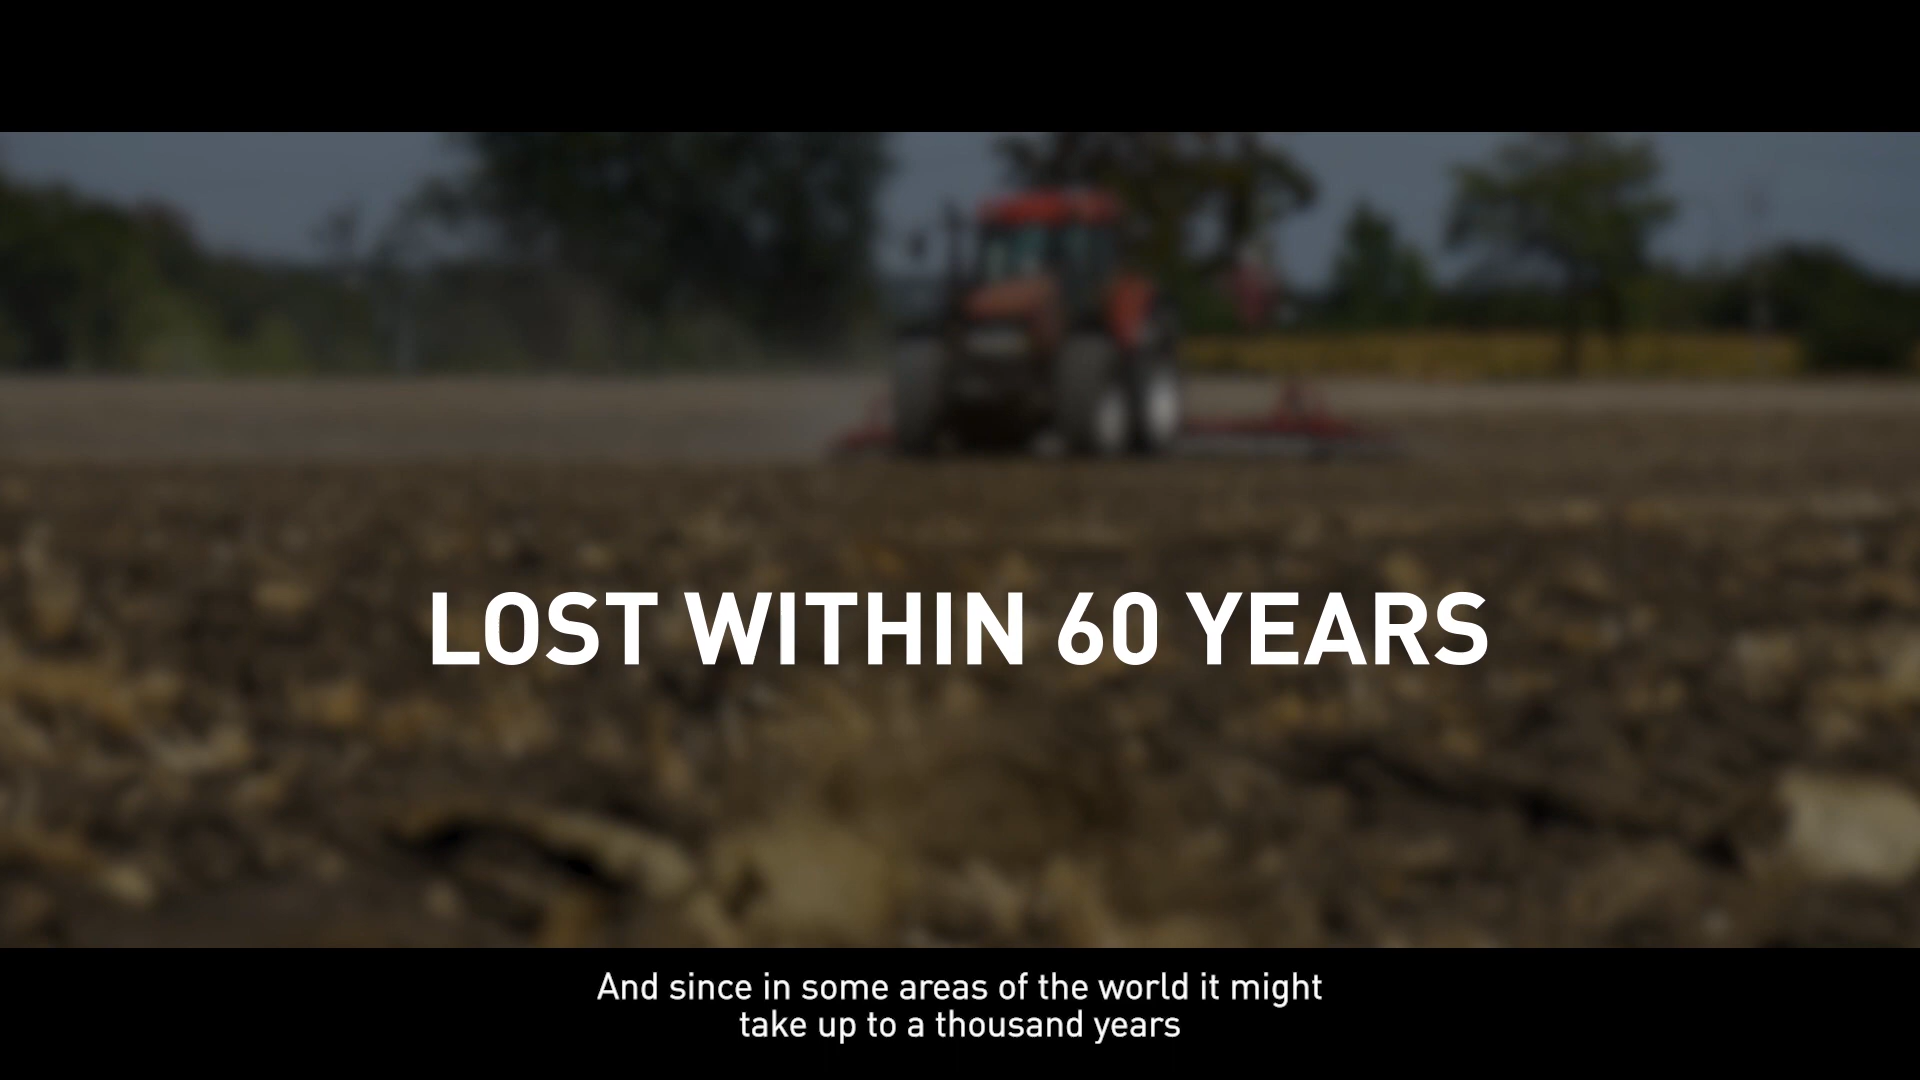 LOST WITHIN 60 YEARS
And since in some areas of the world it might
take up to a thousand years